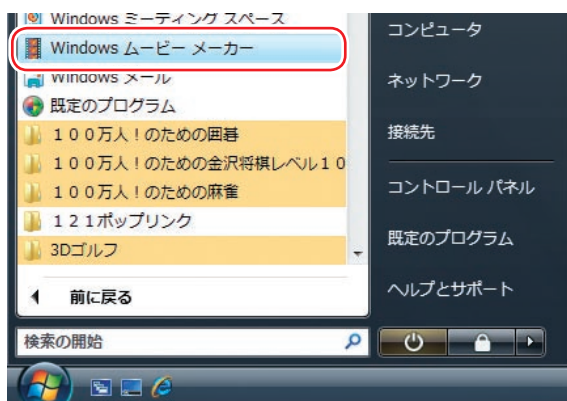 Windows ミーティング スペース
Windows ムービー メーカー
Windows メール
既定のプログラム
１００万人！のための囲碁
１００万人！のための金沢将棋レベル１０
１００万人！のための麻雀
１２１ポップリンク
3Dゴルフ
前に戻る
検索の開始
コンピュータ
ネットワーク
接続先
コントロール パネル
既定のプログラム
ヘルプとサポート